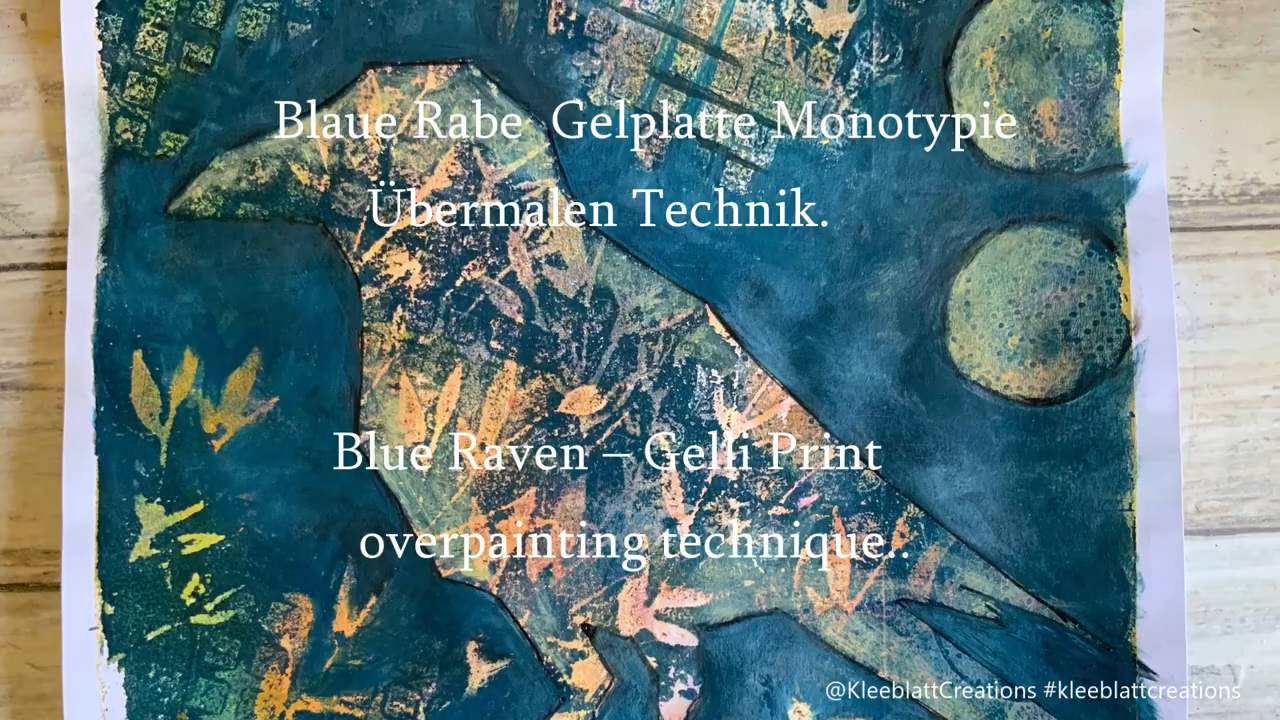 Blaue Rabe Gelplatte Monotypie
Übermalen Technik.
Blue Raven – Gelli Print
overpainting technique..
@KleeblattCreations #kleeblattcreations